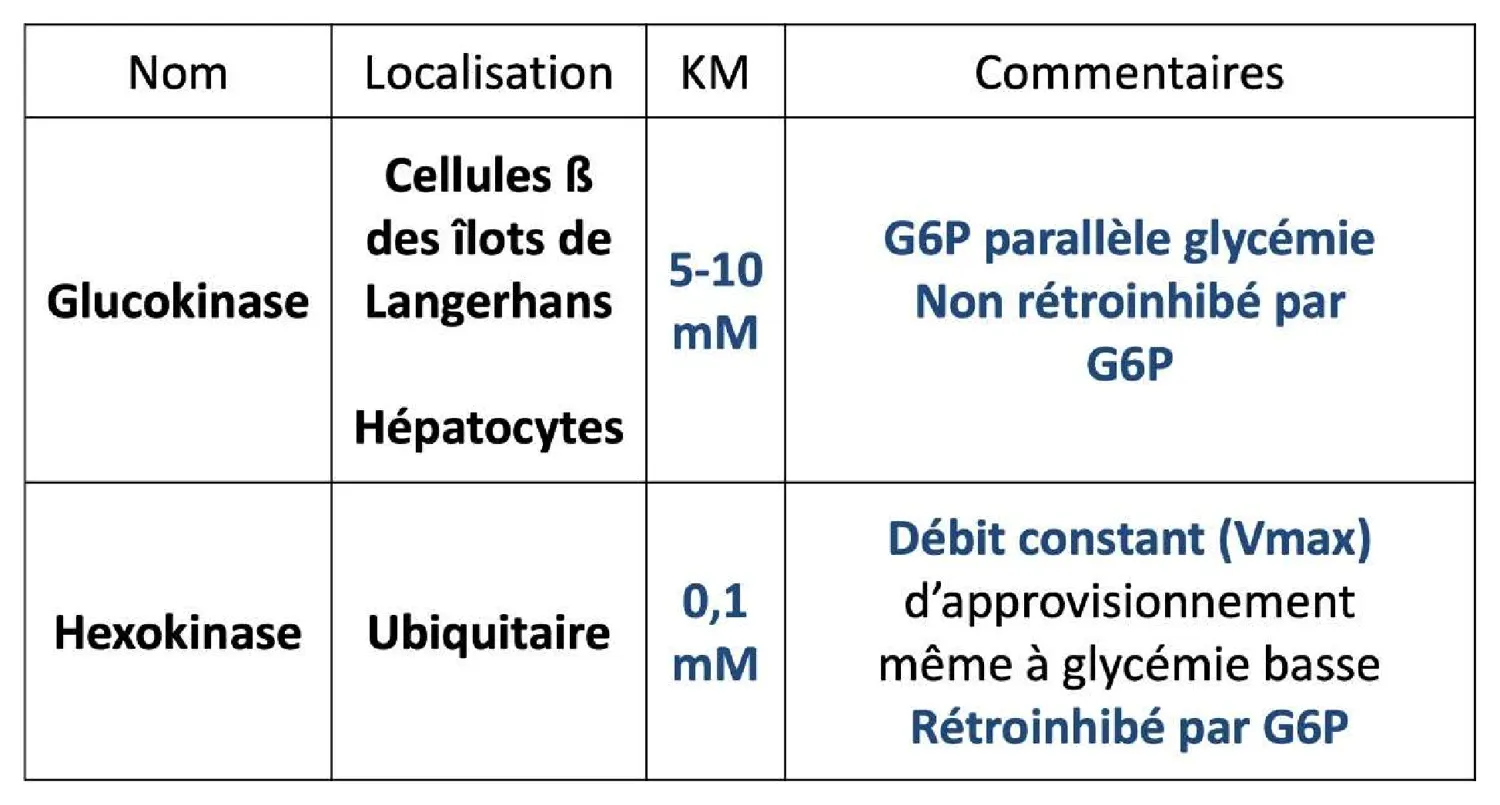 Nom
Localisation
KM
Commentaires
Glucokinase
Cellules ß
des îlots de
Langerhans
Hépatocytes
5-10
mM
G6P parallèle glycémie
Non rétroinhibé par
G6P
Hexokinase
Ubiquitaire
0,1
mM
Débit constant (Vmax)
d’approvisionnement
même à glycémie basse
Rétroinhibé par G6P